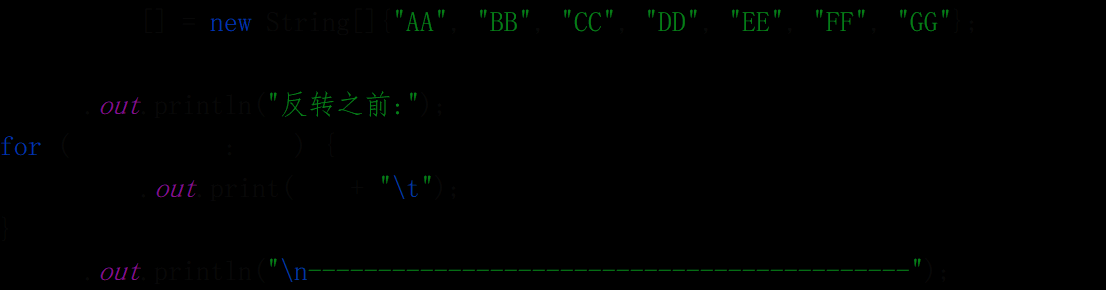 [] = new String[]{"AA", "BB", "CC", "DD", "EE", "FF", "GG"};
.out.println("反转之前:");
for ( : ) {
.out.print( + "\t");
}
.out.println("\n-------------------------------------------");